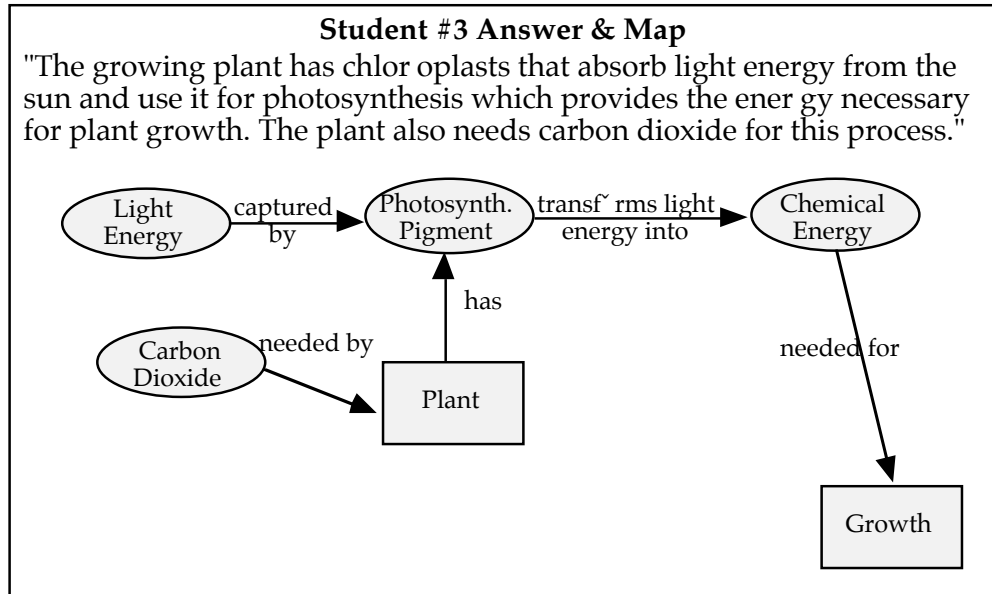 Student #3 Answer & Map
"The growing plant has chlor oplasts that absorb light energy from the
sun and use it for photosynthesis which provides the ener gy necessary
for plant growth. The plant also needs carbon dioxide for this process."
Light
Energy
captured
by
Photosynth.
Pigment
transf˘ rms light
energy into
Chemical
Energy
has
Carbon
Dioxide
needed by
Plant
needed for
Growth